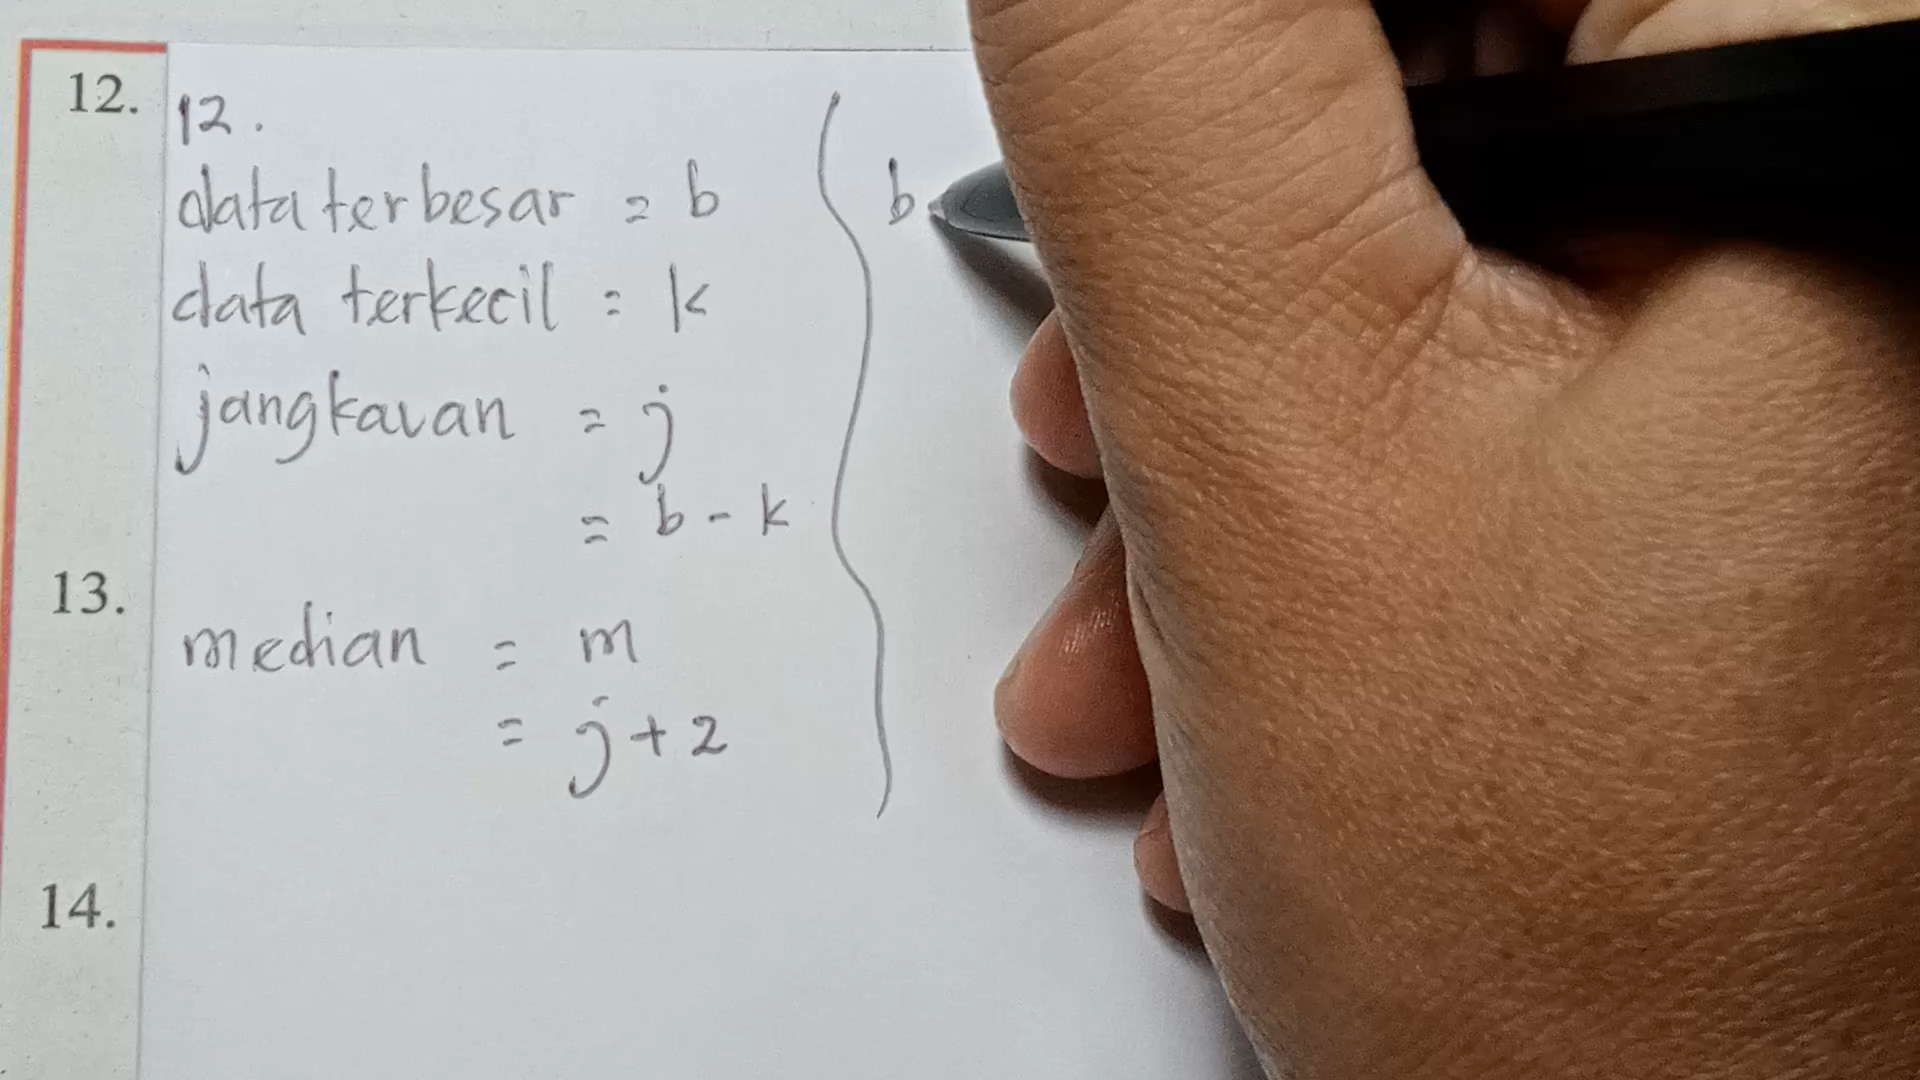 12.
12.
data terbesar = b
data terkecil = k
jangkauan = j
= b - k
13.
median = m
= j + 2
14.
b